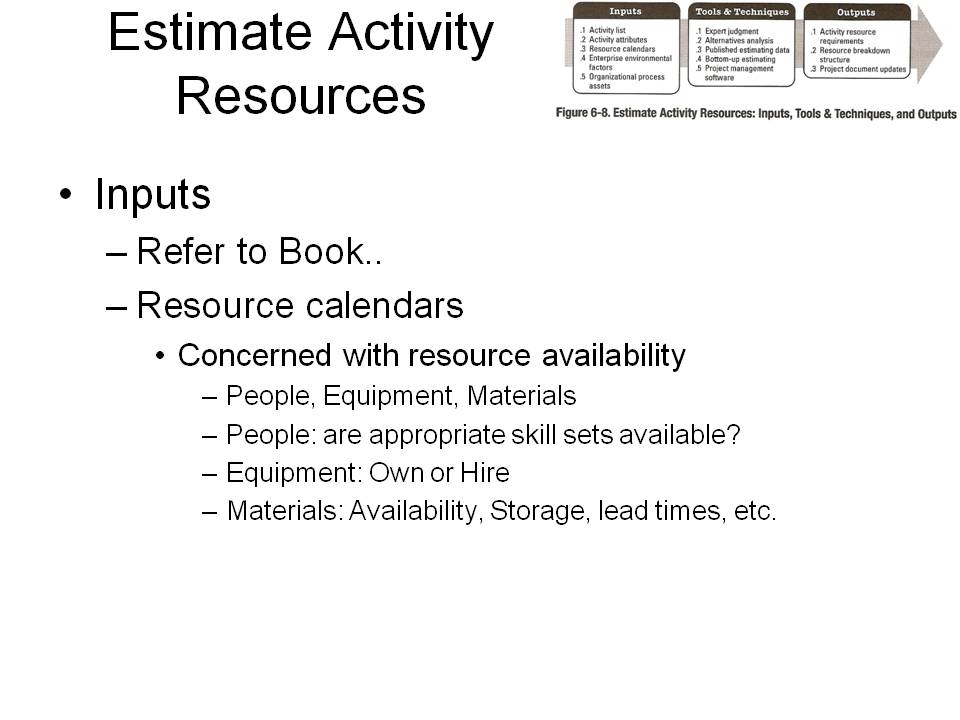 Estimate Activity
Resources
Inputs
.1 Activity list
.2 Activity attributes
.3 Resource calendars
.4 Enterprise environmental
factors
.5 Organizational process
assets
Tools & Techniques
.1 Expert judgment
.2 Alternatives analysis
.3 Published estimating data
.4 Bottom-up estimating
.5 Project management
software
Outputs
.1 Activity resource
requirements
.2 Resource breakdown
structure
.3 Project document updates
Figure 6-8. Estimate Activity Resources: Inputs, Tools & Techniques, and Outputs
• Inputs
– Refer to Book..
– Resource calendars
• Concerned with resource availability
– People, Equipment, Materials
– People: are appropriate skill sets available?
– Equipment: Own or Hire
– Materials: Availability, Storage, lead times, etc.